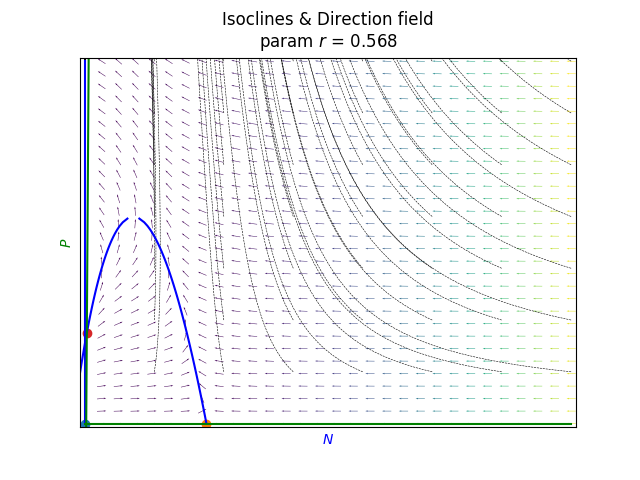 Isoclines & Direction field
param r = 0.568
P
N